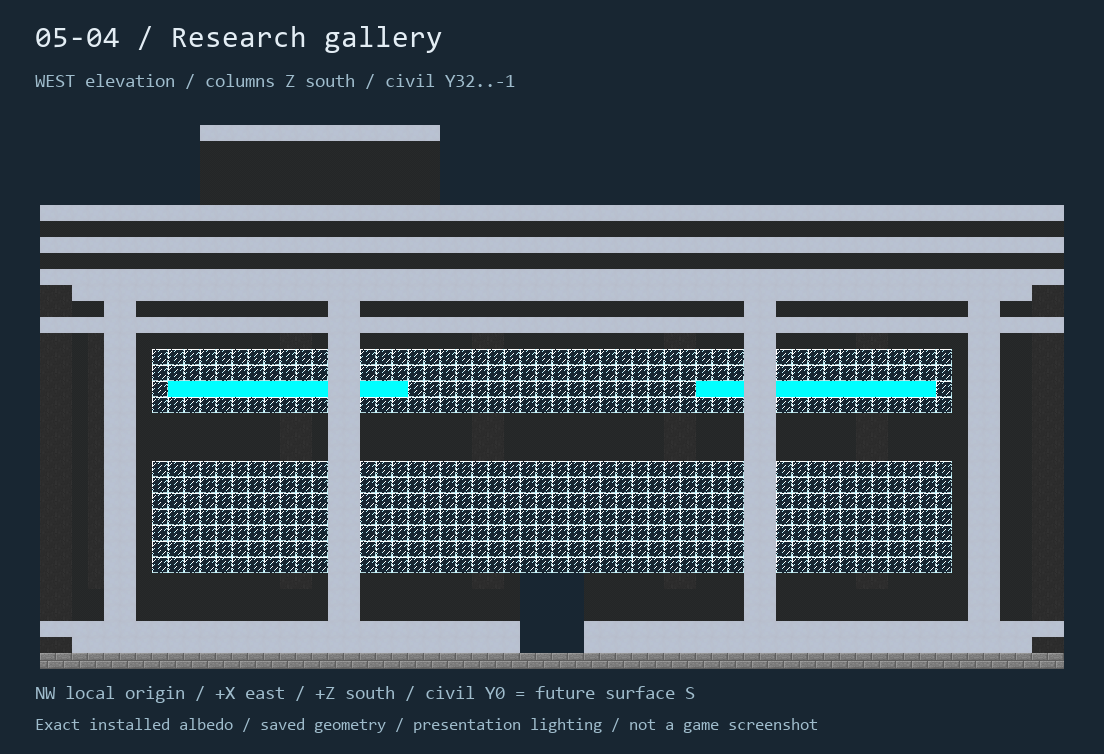 05-04 / Research gallery
WEST elevation / columns Z south / civil Y32..-1
NW local origin / +X east / +Z south / civil Y0 = future surface S
Exact installed albedo / saved geometry / presentation lighting / not a game screenshot